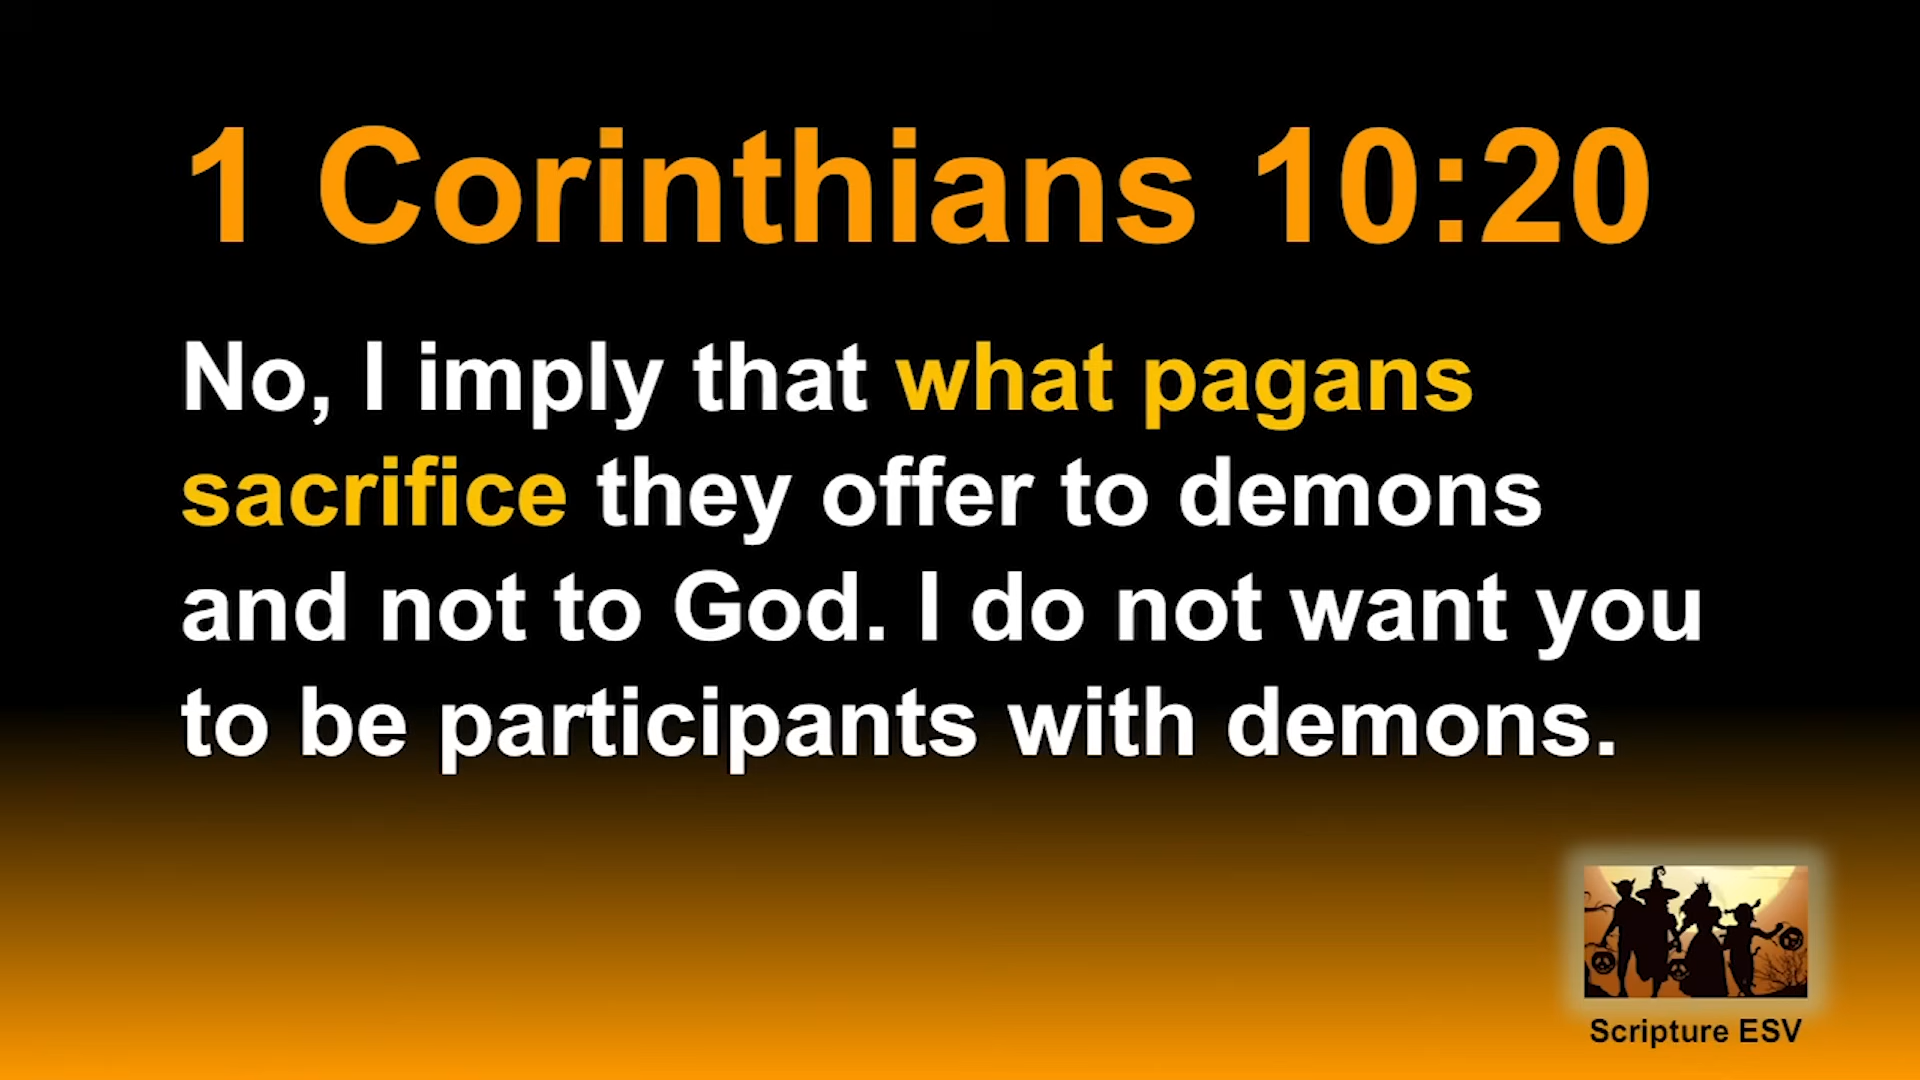 1 Corinthians 10:20
No, I imply that what pagans
sacrifice they offer to demons
and not to God. I do not want you
to be participants with demons.
Scripture ESV